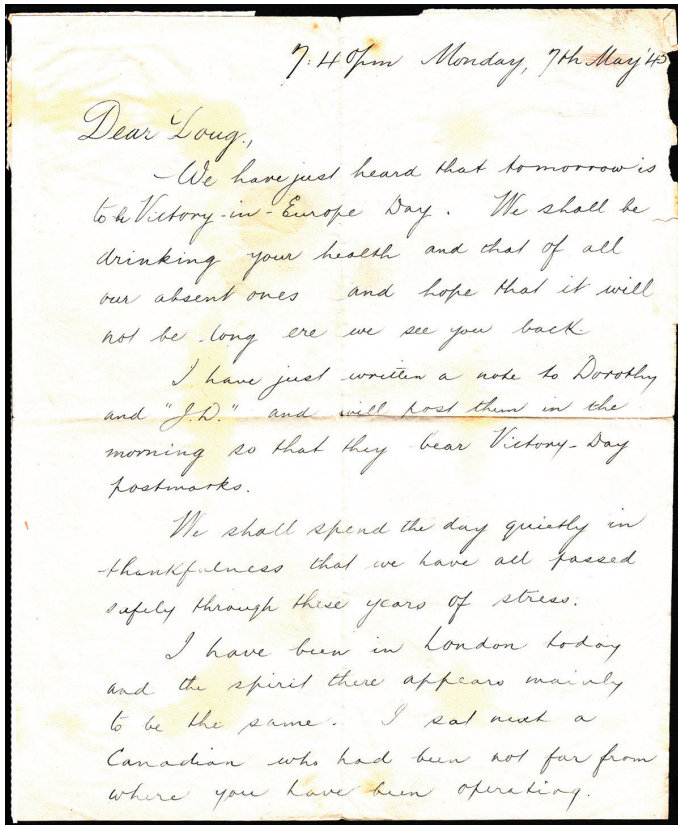 7:40pm Monday, 7th May '45
Dear Doug.,
- We have just heard that tomorrow is
to be Victory-in-Europe Day. We shall be
drinking your health and that of all
our absent ones and hope that it will
not be long ere we see you back.
I have just written a note to Dorothy
and "J.D." and will post them in the
morning so that they bear Victory-Day
postmarks.
We shall spend the day quietly in
thankfulness that we have all passed
safely through these years of stress.
I have been in London today
and the spirit there appears mainly
to be the same. I sat next a
Canadian who had been not far from
where you have been operating.